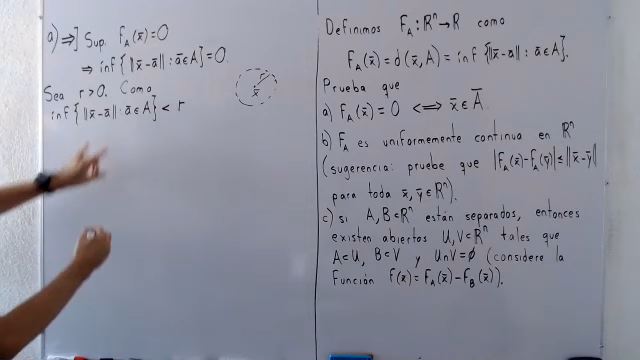 a) ⇒] Sup. F_A(x̄)=0
⇒ inf {‖x̄-ā‖ : ā∈A}=0.
Sea r>0. Como
inf {‖x̄-ā‖ : ā∈A} < r
r
x̄
Definimos F_A : ℝⁿ→ℝ como
F_A(x̄) = d(x̄,A) = inf {‖x̄-ā‖ : ā∈A}.
Prueba que
a) F_A(x̄) = 0 ⟺ x̄∈A̅.
b) F_A es uniformemente continua en ℝⁿ
(sugerencia: pruebe que |F_A(x̄)-F_A(ȳ)| ≤ ‖x̄-ȳ‖
para toda x̄, ȳ∈ℝⁿ).
c) si A,B⊂ℝⁿ están separados, entonces
existen abiertos U,V⊂ℝⁿ tales que
A⊂U, B⊂V y U∩V=∅ (considere la
función f(x̄)= F_A(x̄)-F_B(x̄)).